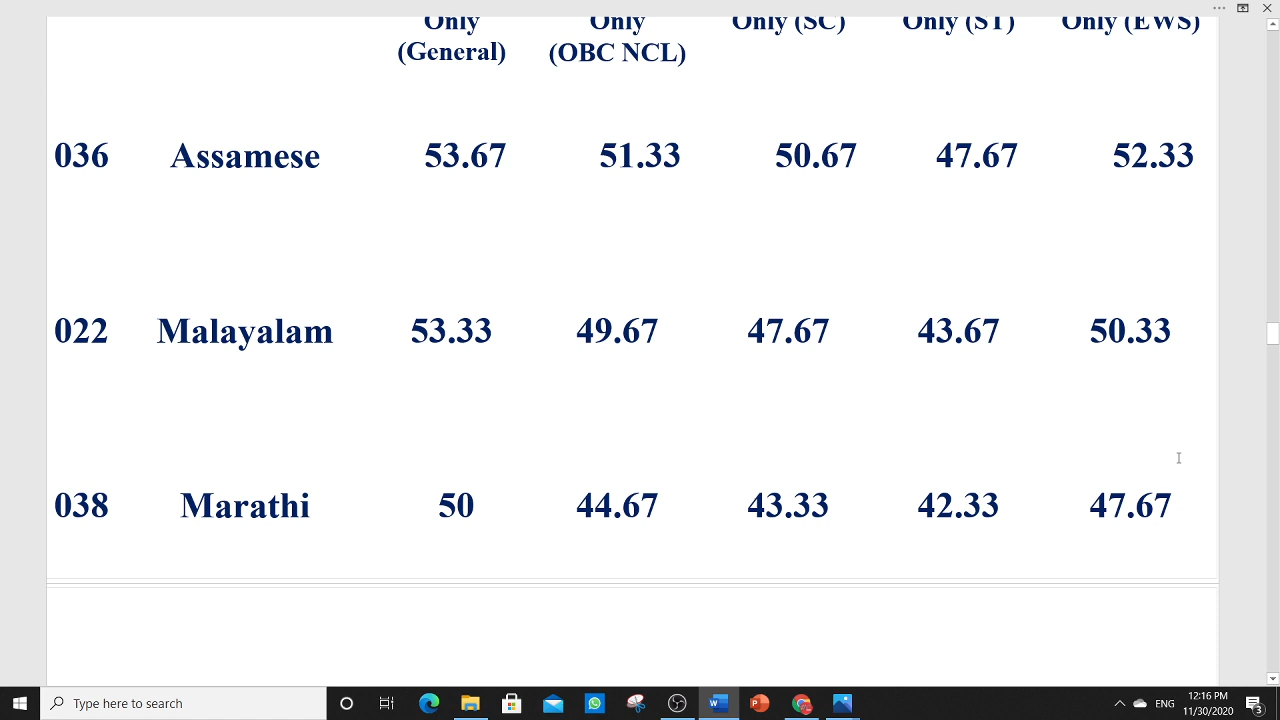 Only Only Only (SC) Only (ST) Only (EWS)
(General) (OBC NCL)
036 Assamese 53.67 51.33 50.67 47.67 52.33
022 Malayalam 53.33 49.67 47.67 43.67 50.33
038 Marathi 50 44.67 43.33 42.33 47.67
Type here to search
ENG
12:16 PM
11/30/2020
3